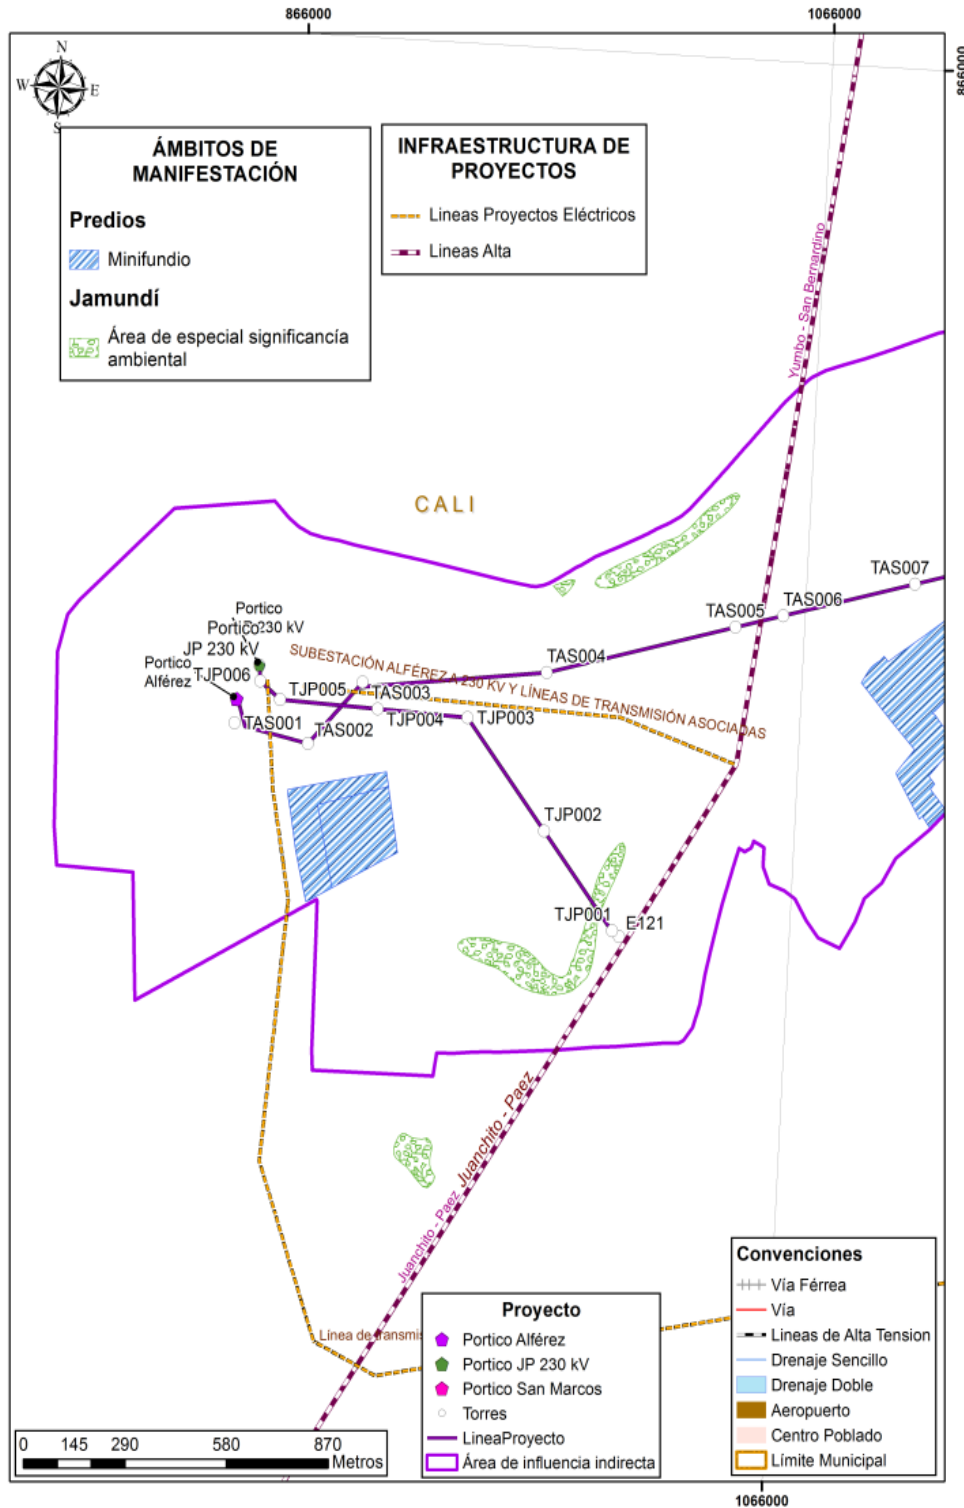 866000
1066000
866000
N
W
E
S
ÁMBITOS DE
MANIFESTACIÓN
Predios
Minifundio
Jamundí
Área de especial significancía
ambiental
INFRAESTRUCTURA DE
PROYECTOS
Lineas Proyectos Eléctricos
Lineas Alta
Yumbo - San Bernardino
CALI
TAS007
TAS006
TAS005
TAS004
Portico
230 kV
Portico
JP 230 kV
Portico
Alférez
TJP006
SUBESTACIÓN ALFÉREZ A 230 KV Y LÍNEAS DE TRANSMISIÓN ASOCIADAS
TJP005
TAS003
TJP004
TJP003
TAS001
TAS002
TJP002
TJP001
E121
Juanchito - Paez
Juanchito - Paez
Linea de transmis
Proyecto
Portico Alférez
Portico JP 230 kV
Portico San Marcos
Torres
LineaProyecto
Área de influencia indirecta
Convenciones
Vía Férrea
Vía
Lineas de Alta Tension
Drenaje Sencillo
Drenaje Doble
Aeropuerto
Centro Poblado
Límite Municipal
0 145 290 580 870
Metros
1066000